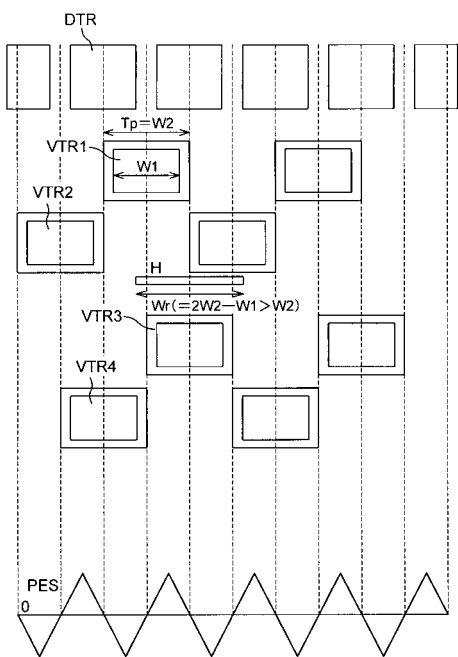 DTR
Tp=W2
VTR1
W1
VTR2
H
Wr(=2W2-W1>W2)
VTR3
VTR4
PES
0